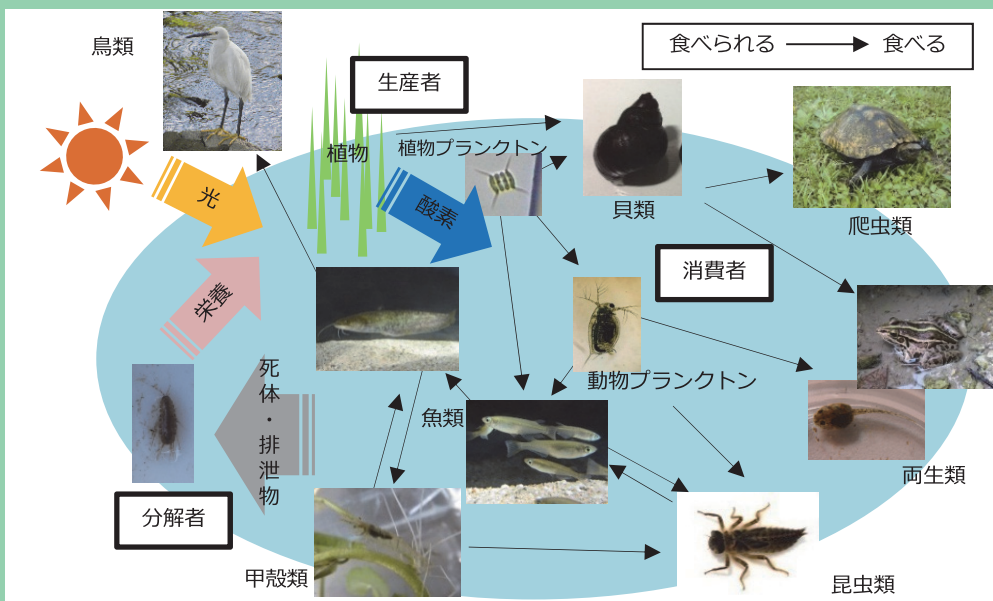 鳥類
食べられる → 食べる
生産者
植物
植物プランクトン
光
酸素
貝類
爬虫類
消費者
栄養
動物プランクトン
死体・排泄物
魚類
両生類
分解者
甲殻類
昆虫類